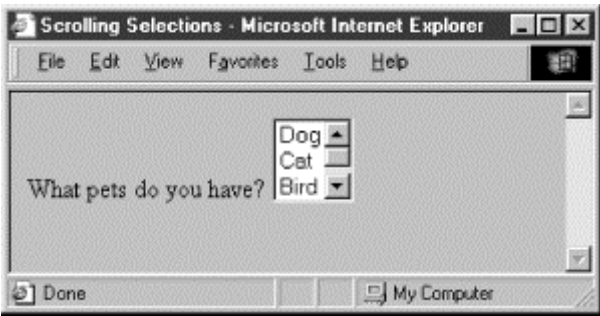 Scrolling Selections - Microsoft Internet Explorer
File Edit View Favorites Tools Help
Dog
Cat
What pets do you have? Bird
Done My Computer